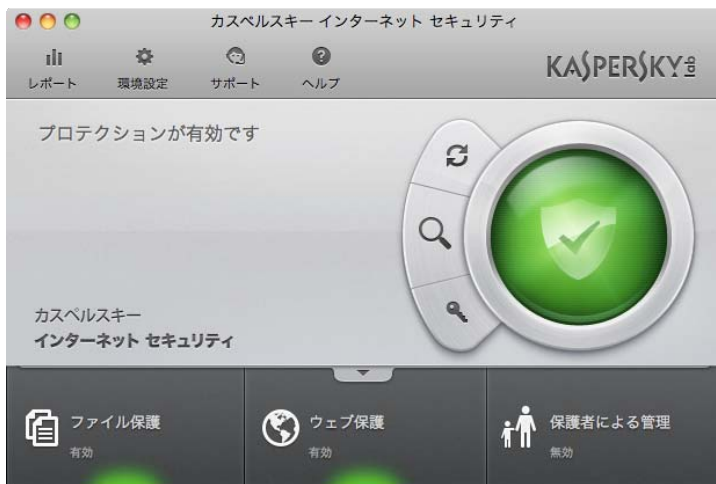 カスペルスキー インターネット セキュリティ
レポート
環境設定
サポート
ヘルプ
KASPERSKY lab
プロテクションが有効です
カスペルスキー
インターネット セキュリティ
ファイル保護
有効
ウェブ保護
有効
保護者による管理
無効